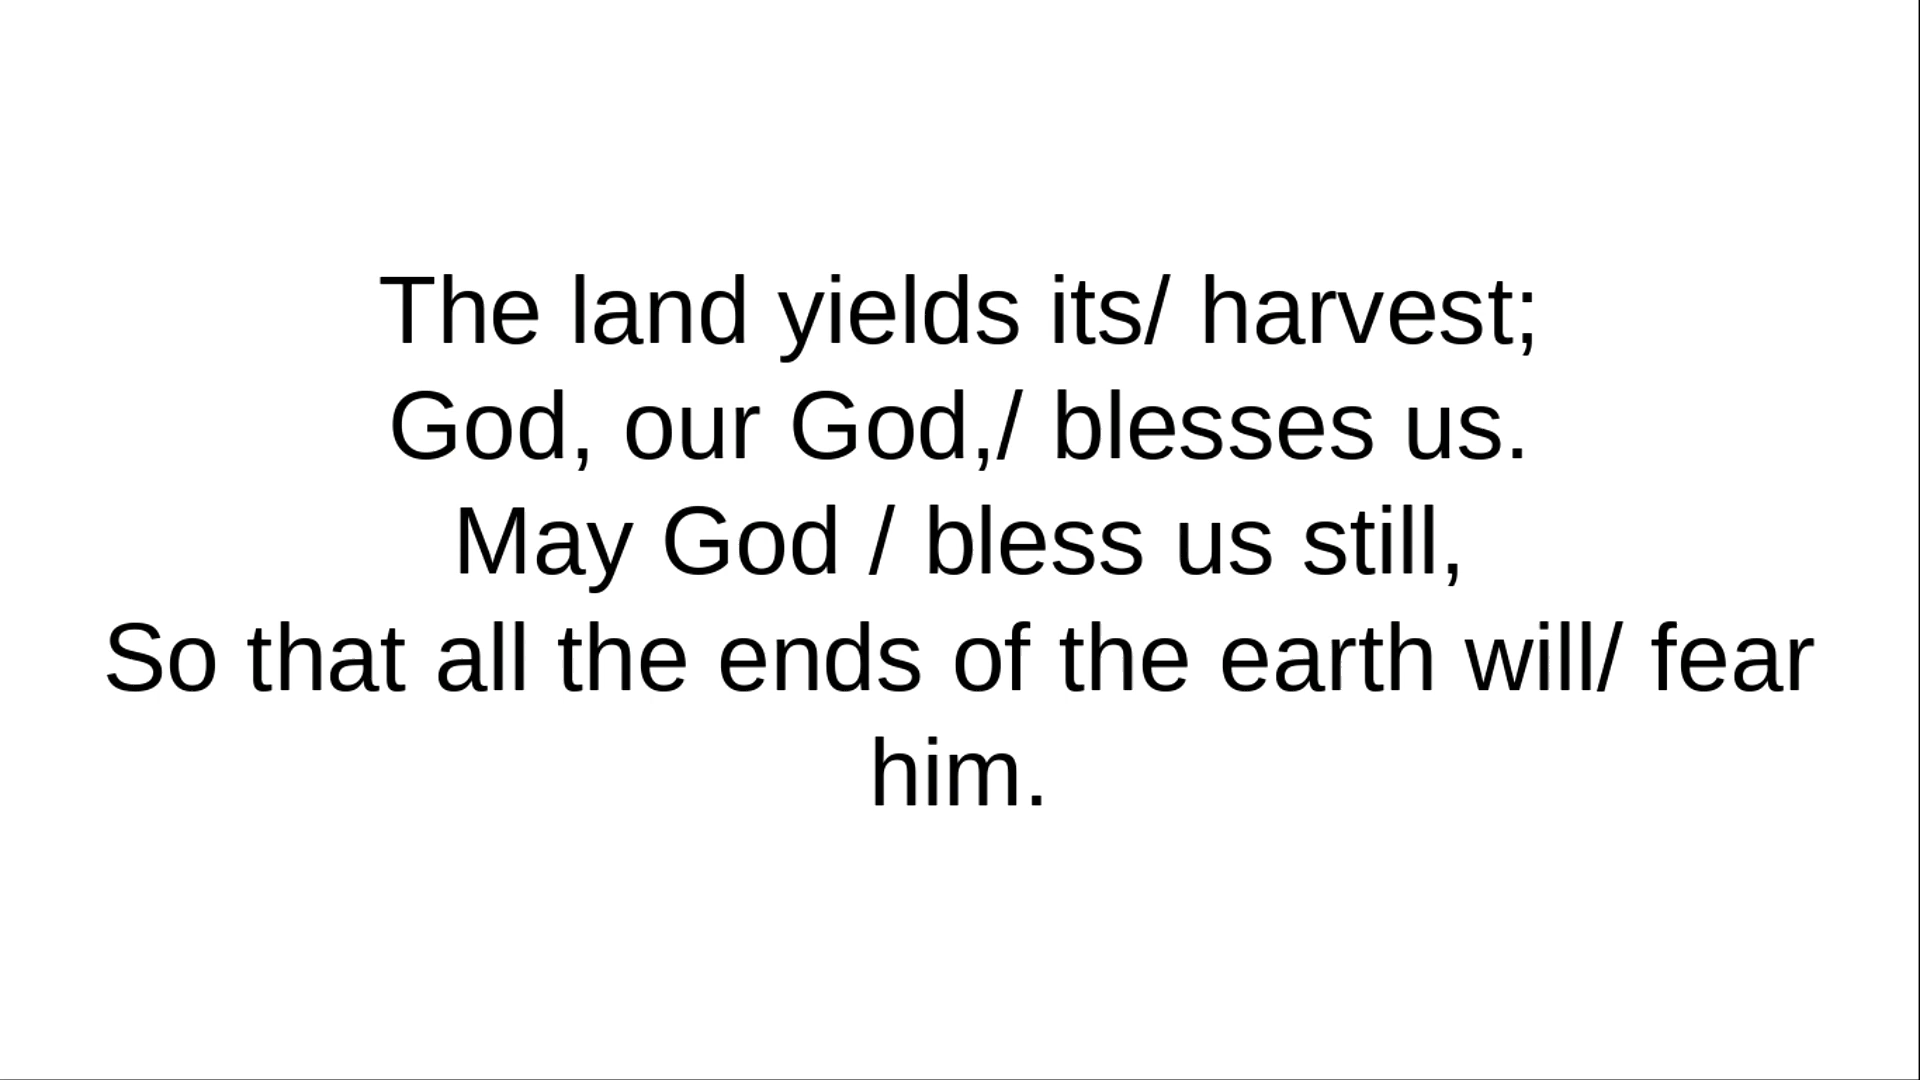 The land yields its/ harvest;
God, our God,/ blesses us.
May God / bless us still,
So that all the ends of the earth will/ fear
him.